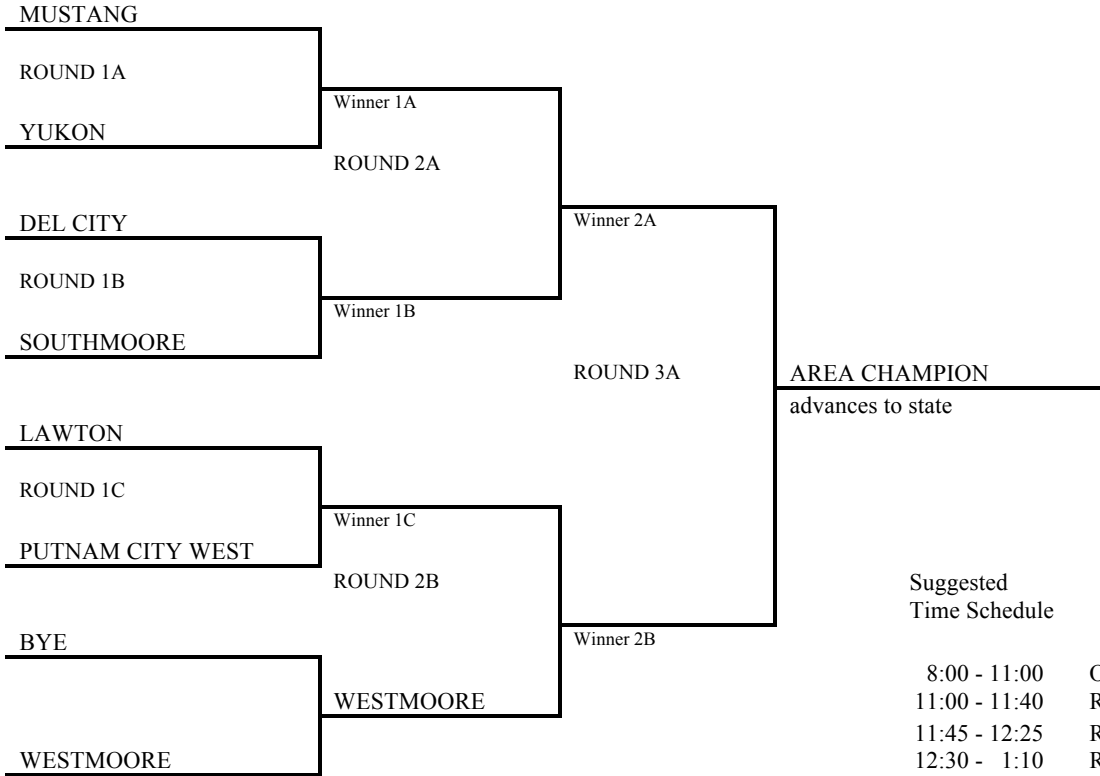 MUSTANG
ROUND 1A
Winner 1A
YUKON
ROUND 2A
DEL CITY
Winner 2A
ROUND 1B
Winner 1B
SOUTHMOORE
ROUND 3A
AREA CHAMPION
advances to state
LAWTON
ROUND 1C
Winner 1C
PUTNAM CITY WEST
ROUND 2B
Suggested
Time Schedule
BYE
Winner 2B
8:00 - 11:00
WESTMOORE
11:00 - 11:40
11:45 - 12:25
WESTMOORE
12:30 - 1:10